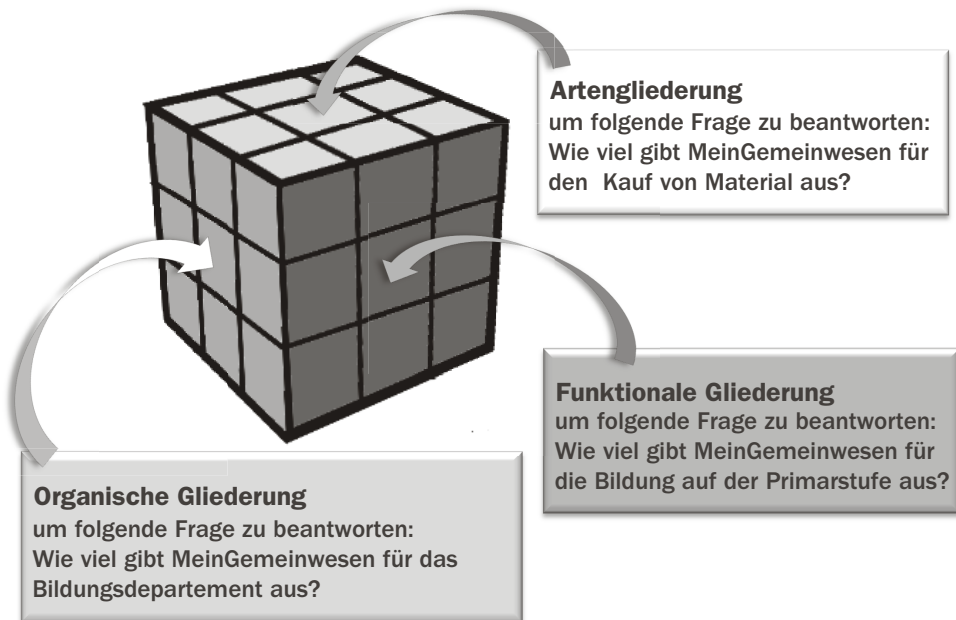 Artengliederung
um folgende Frage zu beantworten:
Wie viel gibt MeinGemeinwesen für
den Kauf von Material aus?
Funktionale Gliederung
um folgende Frage zu beantworten:
Wie viel gibt MeinGemeinwesen für
die Bildung auf der Primarstufe aus?
Organische Gliederung
um folgende Frage zu beantworten:
Wie viel gibt MeinGemeinwesen für das
Bildungsdepartement aus?